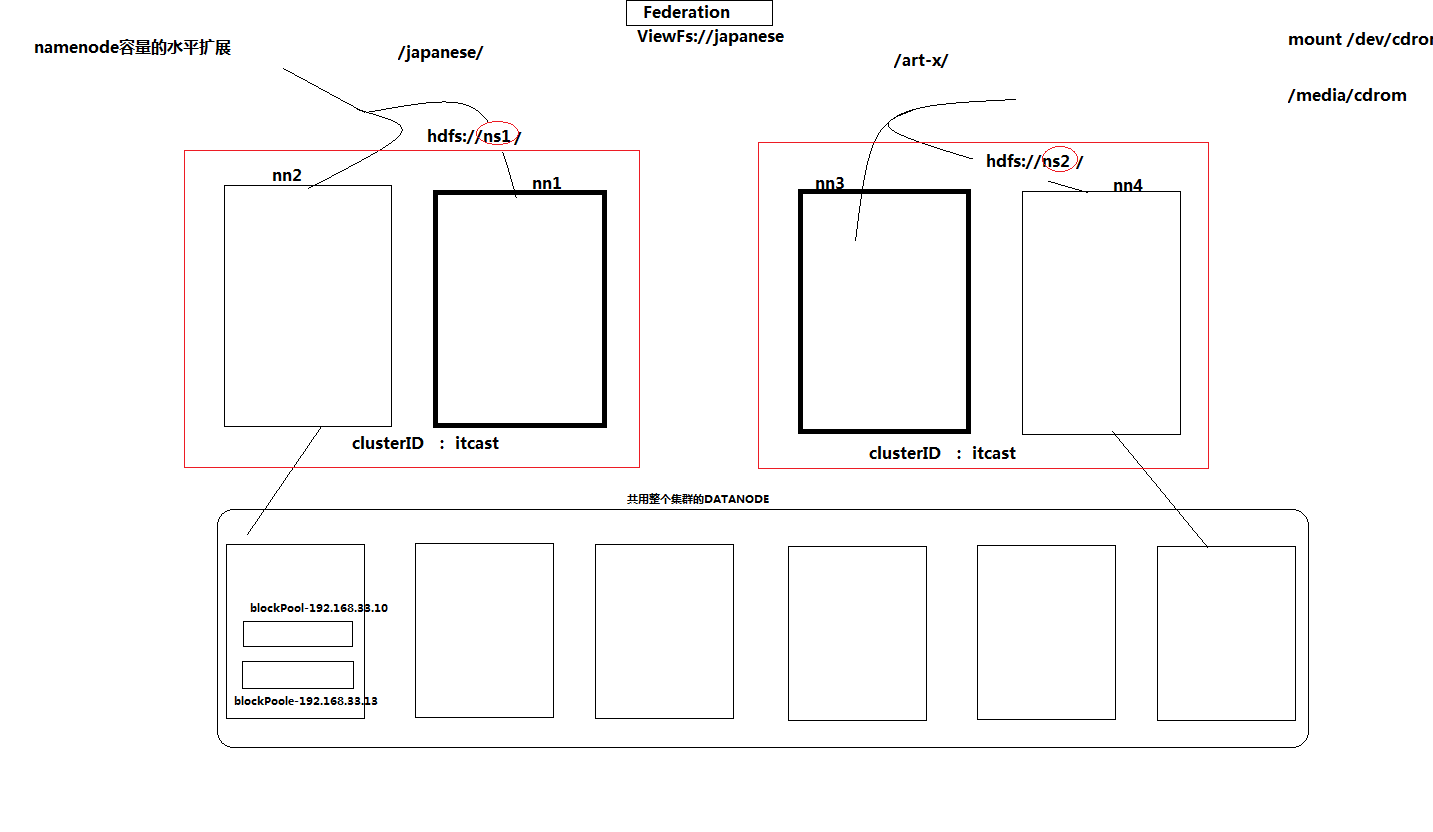 Federation
ViewFs://japanese
namenode容量的水平扩展
/japanese/
/art-x/
mount /dev/cdror
/media/cdrom
hdfs://ns1 /
hdfs://ns2 /
nn2
nn1
nn3
nn4
clusterID : itcast
clusterID : itcast
共用整个集群的DATANODE
blockPool-192.168.33.10
blockPoole-192.168.33.13